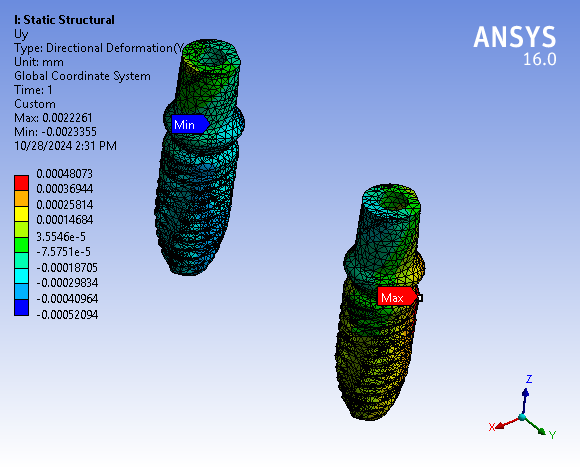 I: Static Structural
Uy
Type: Directional Deformation(Y
Unit: mm
Global Coordinate System
Time: 1
Custom
Max: 0.0022261
Min: -0.0023355
10/28/2024 2:31 PM
ANSYS
16.0
0.00048073
0.00036944
0.00025814
0.00014684
3.5546e-5
-7.5751e-5
-0.00018705
-0.00029834
-0.00040964
-0.00052094
Min
Max
Z
X
Y